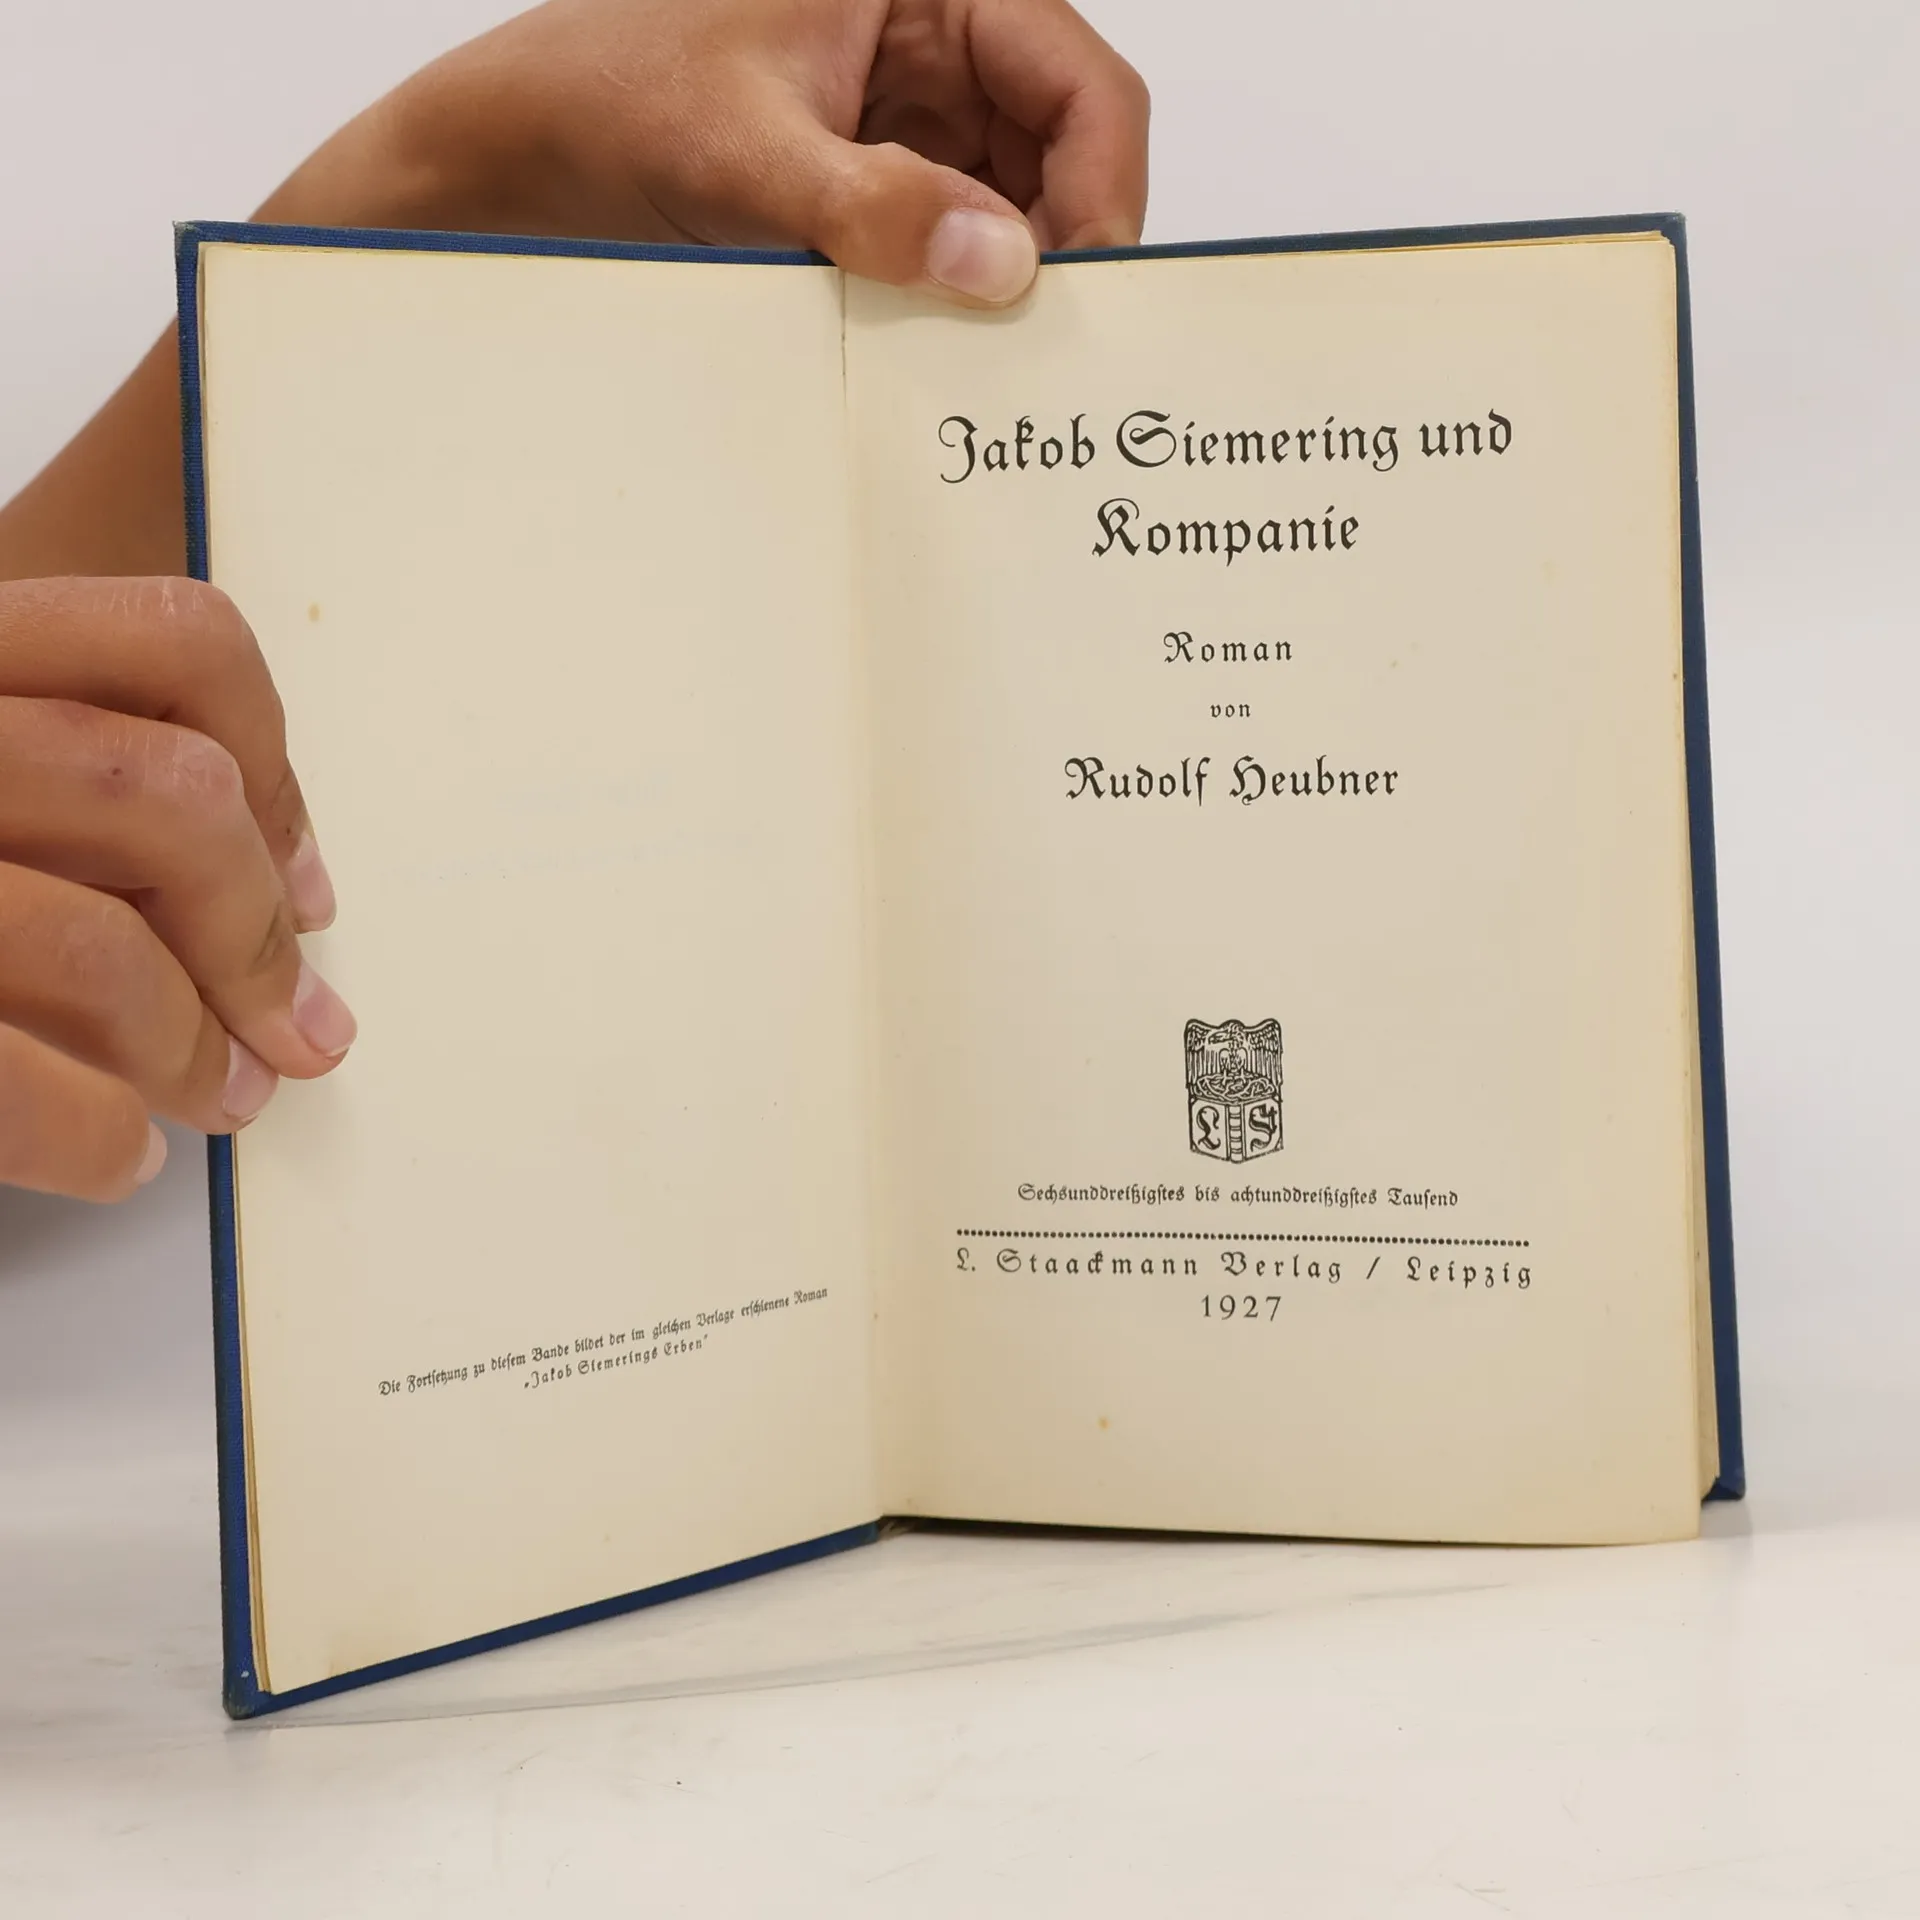 Die Fortsetzung zu diesem Bande bildet der im gleichen Verlage erschienene Roman
„Jakob Siemerings Erben“
Jakob Siemering und
Kompanie
Roman
von
Rudolf Heubner
L St
Sechsunddreißigstes bis achtunddreißigstes Tausend
L. Staackmann Verlag / Leipzig
1927